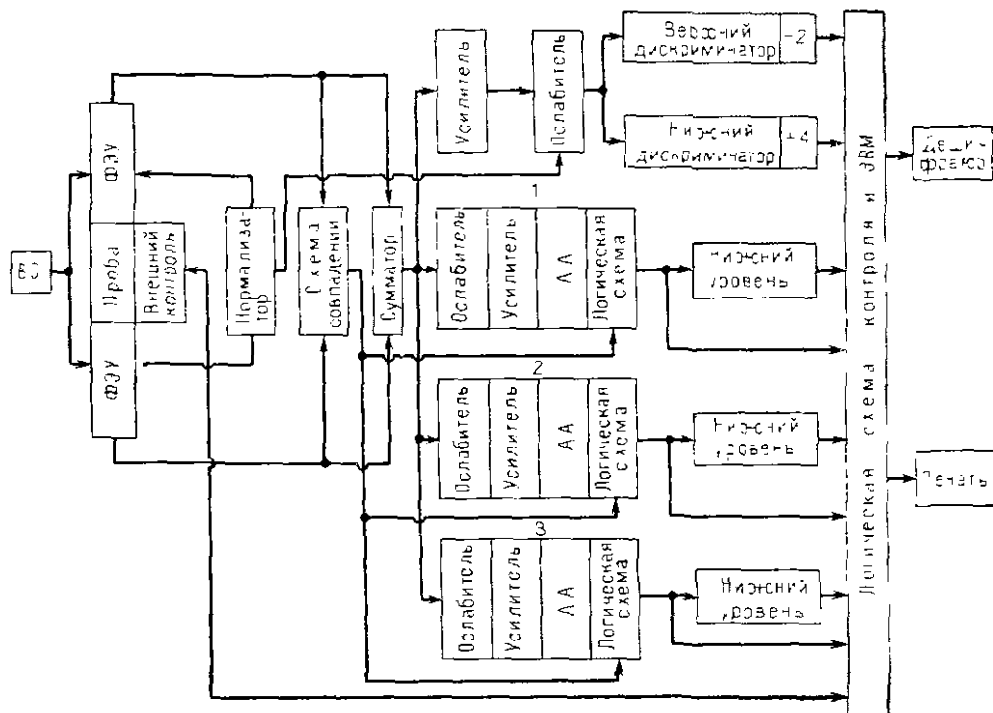 ВЭ
ФЭУ
Проба
Внешний
контроль
ФЭУ
Нормализа-
тор
Схема
совпадений
Сумматор
Усилитель
Ослабитель
Верхний
дискриминатор
-2
Нижний
дискриминатор
+4
1
Ослабитель
Усилитель
АА
Логическая
схема
Нижний
уровень
2
Ослабитель
Усилитель
АА
Логическая
схема
Нижний
уровень
3
Ослабитель
Усилитель
АА
Логическая
схема
Нижний
уровень
Логическая схема контроля и ЭВМ
Печать